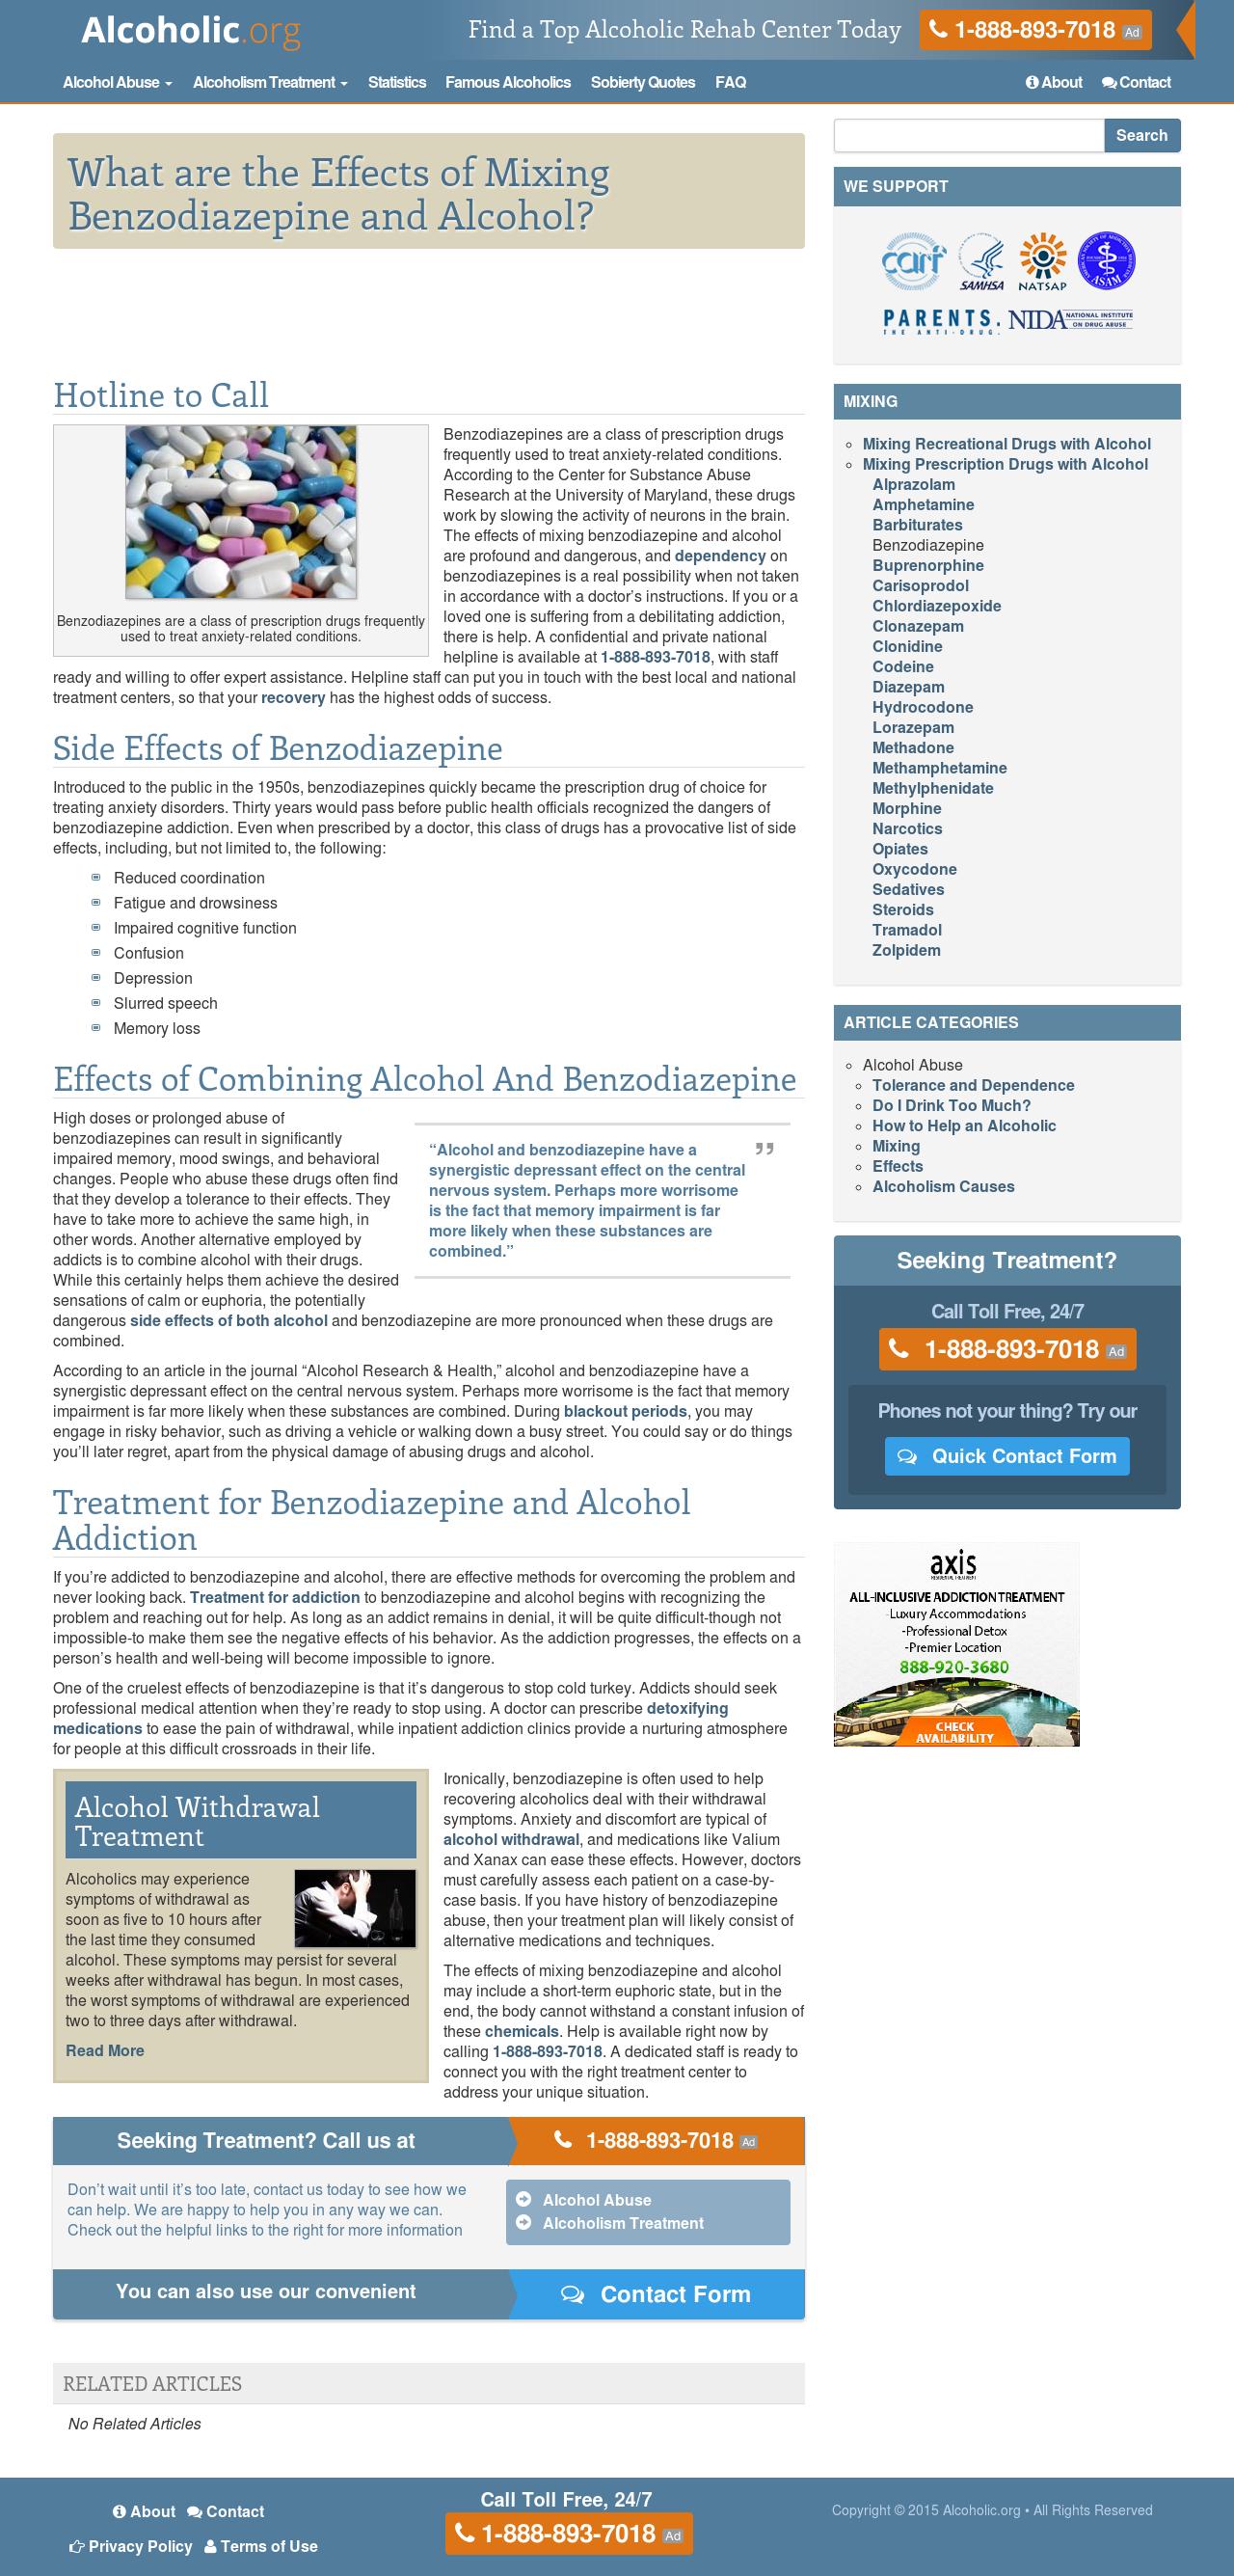 Alcoholic.org
Find a Top Alcoholic Rehab Center Today
1-888-893-7018 Ad
Alcohol Abuse
Alcoholism Treatment
Statistics
Famous Alcoholics
Sobierty Quotes
FAQ
About
Contact
What are the Effects of Mixing
Benzodiazepine and Alcohol?
Hotline to Call
Benzodiazepines are a class of prescription drugs frequently
used to treat anxiety-related conditions.
Benzodiazepines are a class of prescription drugs
frequently used to treat anxiety-related conditions.
According to the Center for Substance Abuse
Research at the University of Maryland, these drugs
work by slowing the activity of neurons in the brain.
The effects of mixing benzodiazepine and alcohol
are profound and dangerous, and dependency on
benzodiazepines is a real possibility when not taken
in accordance with a doctor’s instructions. If you or a
loved one is suffering from a debilitating addiction,
there is help. A confidential and private national
helpline is available at 1-888-893-7018, with staff
ready and willing to offer expert assistance. Helpline staff can put you in touch with the best local and national
treatment centers, so that your recovery has the highest odds of success.
Side Effects of Benzodiazepine
Introduced to the public in the 1950s, benzodiazepines quickly became the prescription drug of choice for
treating anxiety disorders. Thirty years would pass before public health officials recognized the dangers of
benzodiazepine addiction. Even when prescribed by a doctor, this class of drugs has a provocative list of side
effects, including, but not limited to, the following:
Reduced coordination
Fatigue and drowsiness
Impaired cognitive function
Confusion
Depression
Slurred speech
Memory loss
Effects of Combining Alcohol And Benzodiazepine
High doses or prolonged abuse of
benzodiazepines can result in significantly
impaired memory, mood swings, and behavioral
changes. People who abuse these drugs often find
that they develop a tolerance to their effects. They
have to take more to achieve the same high, in
other words. Another alternative employed by
addicts is to combine alcohol with their drugs.
While this certainly helps them achieve the desired
sensations of calm or euphoria, the potentially
dangerous side effects of both alcohol and benzodiazepine are more pronounced when these drugs are
combined.
“Alcohol and benzodiazepine have a
synergistic depressant effect on the central
nervous system. Perhaps more worrisome
is the fact that memory impairment is far
more likely when these substances are
combined.”
According to an article in the journal “Alcohol Research & Health,” alcohol and benzodiazepine have a
synergistic depressant effect on the central nervous system. Perhaps more worrisome is the fact that memory
impairment is far more likely when these substances are combined. During blackout periods, you may
engage in risky behavior, such as driving a vehicle or walking down a busy street. You could say or do things
you’ll later regret, apart from the physical damage of abusing drugs and alcohol.
Treatment for Benzodiazepine and Alcohol
Addiction
If you’re addicted to benzodiazepine and alcohol, there are effective methods for overcoming the problem and
never looking back. Treatment for addiction to benzodiazepine and alcohol begins with recognizing the
problem and reaching out for help. As long as an addict remains in denial, it will be quite difficult-though not
impossible-to make them see the negative effects of his behavior. As the addiction progresses, the effects on a
person’s health and well-being will become impossible to ignore.
One of the cruelest effects of benzodiazepine is that it’s dangerous to stop cold turkey. Addicts should seek
professional medical attention when they’re ready to stop using. A doctor can prescribe detoxifying
medications to ease the pain of withdrawal, while inpatient addiction clinics provide a nurturing atmosphere
for people at this difficult crossroads in their life.
Alcohol Withdrawal
Treatment
Alcoholics may experience
symptoms of withdrawal as
soon as five to 10 hours after
the last time they consumed
alcohol. These symptoms may persist for several
weeks after withdrawal has begun. In most cases,
the worst symptoms of withdrawal are experienced
two to three days after withdrawal.
Read More
Ironically, benzodiazepine is often used to help
recovering alcoholics deal with their withdrawal
symptoms. Anxiety and discomfort are typical of
alcohol withdrawal, and medications like Valium
and Xanax can ease these effects. However, doctors
must carefully assess each patient on a case-by-
case basis. If you have history of benzodiazepine
abuse, then your treatment plan will likely consist of
alternative medications and techniques.
The effects of mixing benzodiazepine and alcohol
may include a short-term euphoric state, but in the
end, the body cannot withstand a constant infusion of
these chemicals. Help is available right now by
calling 1-888-893-7018. A dedicated staff is ready to
connect you with the right treatment center to
address your unique situation.
Seeking Treatment? Call us at
1-888-893-7018 Ad
Don’t wait until it’s too late, contact us today to see how we
can help. We are happy to help you in any way we can.
Check out the helpful links to the right for more information
Alcohol Abuse
Alcoholism Treatment
You can also use our convenient
Contact Form
RELATED ARTICLES
No Related Articles
Search
WE SUPPORT
carf
SAMHSA
NATSAP
ASAM
PARENTS.
THE ANTI-DRUG.
NIDA NATIONAL INSTITUTE
ON DRUG ABUSE
MIXING
Mixing Recreational Drugs with Alcohol
Mixing Prescription Drugs with Alcohol
Alprazolam
Amphetamine
Barbiturates
Benzodiazepine
Buprenorphine
Carisoprodol
Chlordiazepoxide
Clonazepam
Clonidine
Codeine
Diazepam
Hydrocodone
Lorazepam
Methadone
Methamphetamine
Methylphenidate
Morphine
Narcotics
Opiates
Oxycodone
Sedatives
Steroids
Tramadol
Zolpidem
ARTICLE CATEGORIES
Alcohol Abuse
Tolerance and Dependence
Do I Drink Too Much?
How to Help an Alcoholic
Mixing
Effects
Alcoholism Causes
Seeking Treatment?
Call Toll Free, 24/7
1-888-893-7018 Ad
Phones not your thing? Try our
Quick Contact Form
axis
ALL-INCLUSIVE ADDICTION TREATMENT
-Luxury Accommodations
-Professional Detox
-Premier Location
888-920-3680
CHECK
AVAILABILITY
About
Contact
Privacy Policy
Terms of Use
Call Toll Free, 24/7
1-888-893-7018 Ad
Copyright © 2015 Alcoholic.org • All Rights Reserved